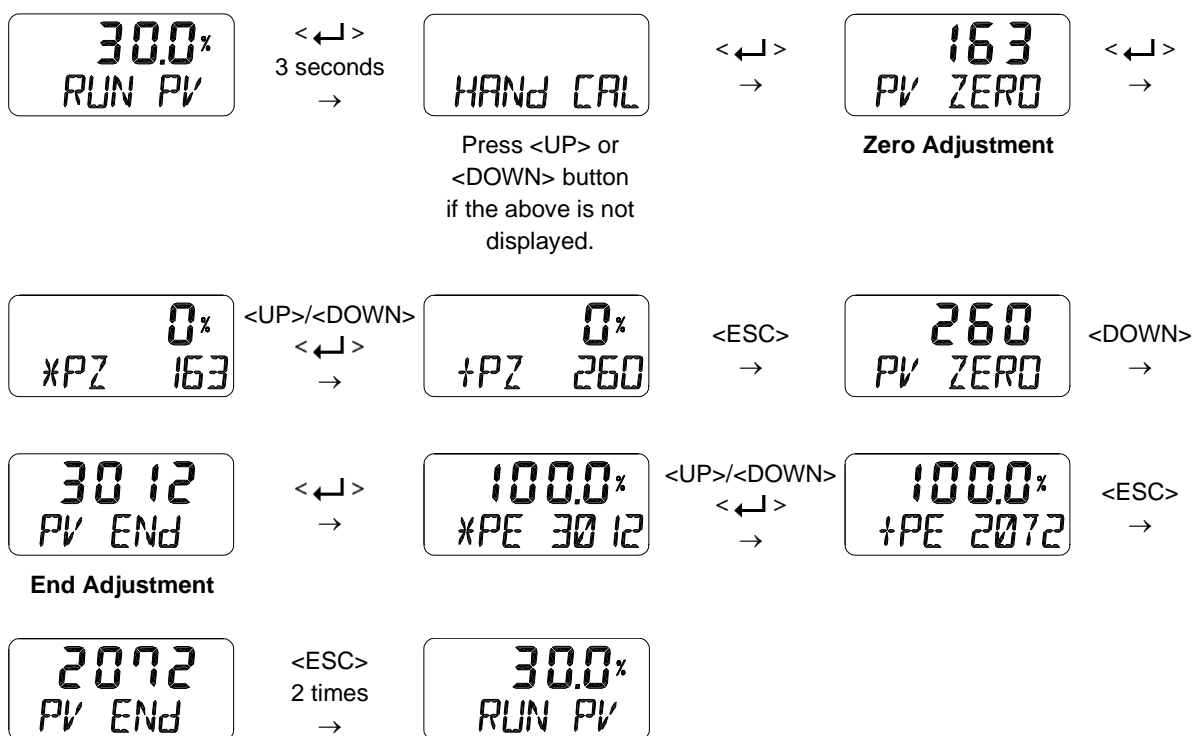 30.0%
RUN PV
< ↵ >
3 seconds
→
HANd CAL
Press <UP> or
<DOWN> button
if the above is not
displayed.
< ↵ >
→
163
PV ZERO
Zero Adjustment
< ↵ >
→
0%
*PZ 163
<UP>/<DOWN>
< ↵ >
→
0%
+PZ 260
<ESC>
→
260
PV ZERO
<DOWN>
→
3012
PV ENd
End Adjustment
< ↵ >
→
100.0%
*PE 3012
<UP>/<DOWN>
< ↵ >
→
100.0%
+PE 2072
<ESC>
→
2072
PV ENd
<ESC>
2 times
→
30.0%
RUN PV